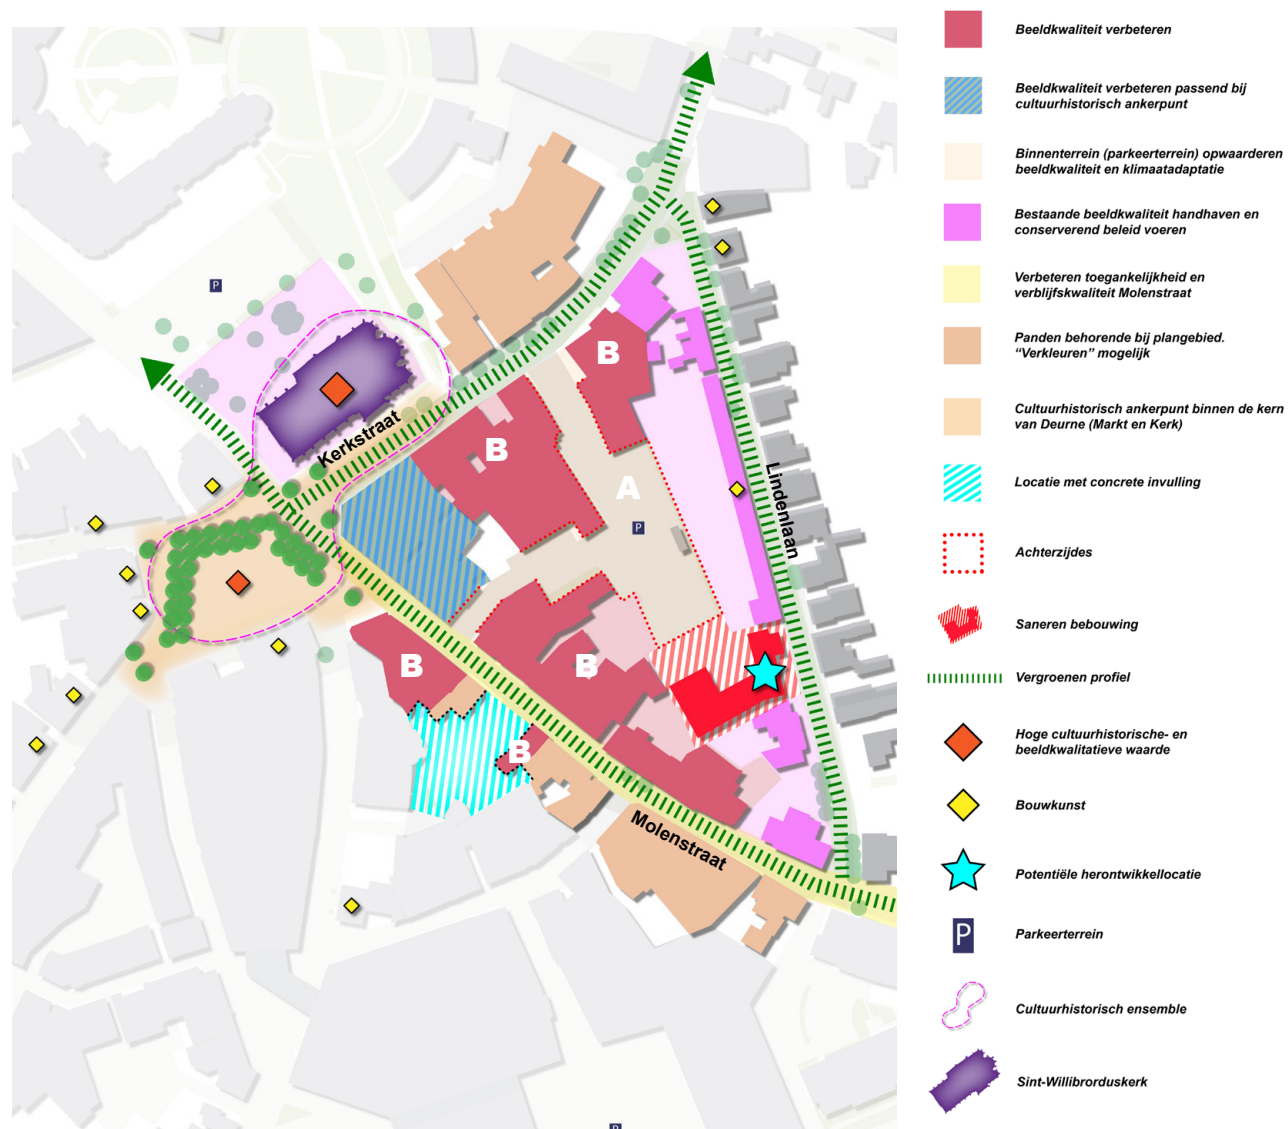 Beeldkwaliteit verbeteren
Beeldkwaliteit verbeteren passend bij
cultuurhistorisch ankerpunt
Binnenterrein (parkeerterrein) opwaarderen
beeldkwaliteit en klimaatadaptatie
Bestaande beeldkwaliteit handhaven en
conserverend beleid voeren
Verbeteren toegankelijkheid en
verblijfskwaliteit Molenstraat
Panden behorende bij plangebied.
“Verkleuren” mogelijk
Cultuurhistorisch ankerpunt binnen de kern
van Deurne (Markt en Kerk)
Locatie met concrete invulling
Achterzijdes
Saneren bebouwing
Vergroenen profiel
Hoge cultuurhistorische- en
beeldkwalitatieve waarde
Bouwkunst
Potentiële herontwikkellocatie
P
Parkeerterrein
Cultuurhistorisch ensemble
Sint-Willibrorduskerk
P
B
Kerkstraat
B
A
Lindenlaan
P
B
B
B
Molenstraat
P